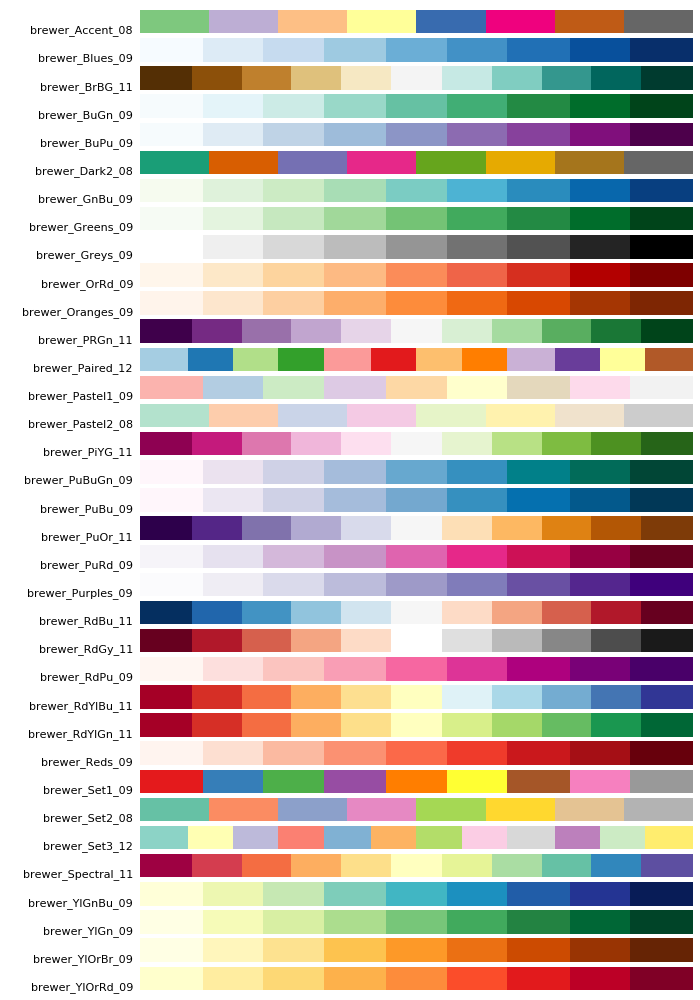 brewer_Accent_08
brewer_Blues_09
brewer_BrBG_11
brewer_BuGn_09
brewer_BuPu_09
brewer_Dark2_08
brewer_GnBu_09
brewer_Greens_09
brewer_Greys_09
brewer_OrRd_09
brewer_Oranges_09
brewer_PRGn_11
brewer_Paired_12
brewer_Pastel1_09
brewer_Pastel2_08
brewer_PiYG_11
brewer_PuBuGn_09
brewer_PuBu_09
brewer_PuOr_11
brewer_PuRd_09
brewer_Purples_09
brewer_RdBu_11
brewer_RdGy_11
brewer_RdPu_09
brewer_RdYlBu_11
brewer_RdYlGn_11
brewer_Reds_09
brewer_Set1_09
brewer_Set2_08
brewer_Set3_12
brewer_Spectral_11
brewer_YlGnBu_09
brewer_YlGn_09
brewer_YlOrBr_09
brewer_YlOrRd_09